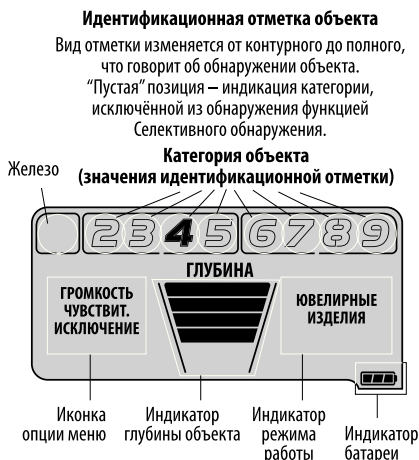 Идентификационная отметка объекта
Вид отметки изменяется от контурного до полного,
что говорит об обнаружении объекта.
“Пустая” позиция – индикация категории,
исключённой из обнаружения функцией
Селективного обнаружения.
Категория объекта
(значения идентификационной отметки)
Железо
2 3 4 5 6 7 8 9
ГЛУБИНА
ГРОМКОСТЬ
ЧУВСТВИТ.
ИСКЛЮЧЕНИЕ
ЮВЕЛИРНЫЕ
ИЗДЕЛИЯ
Иконка
опции меню
Индикатор
глубины объекта
Индикатор
режима
работы
Индикатор
батареи